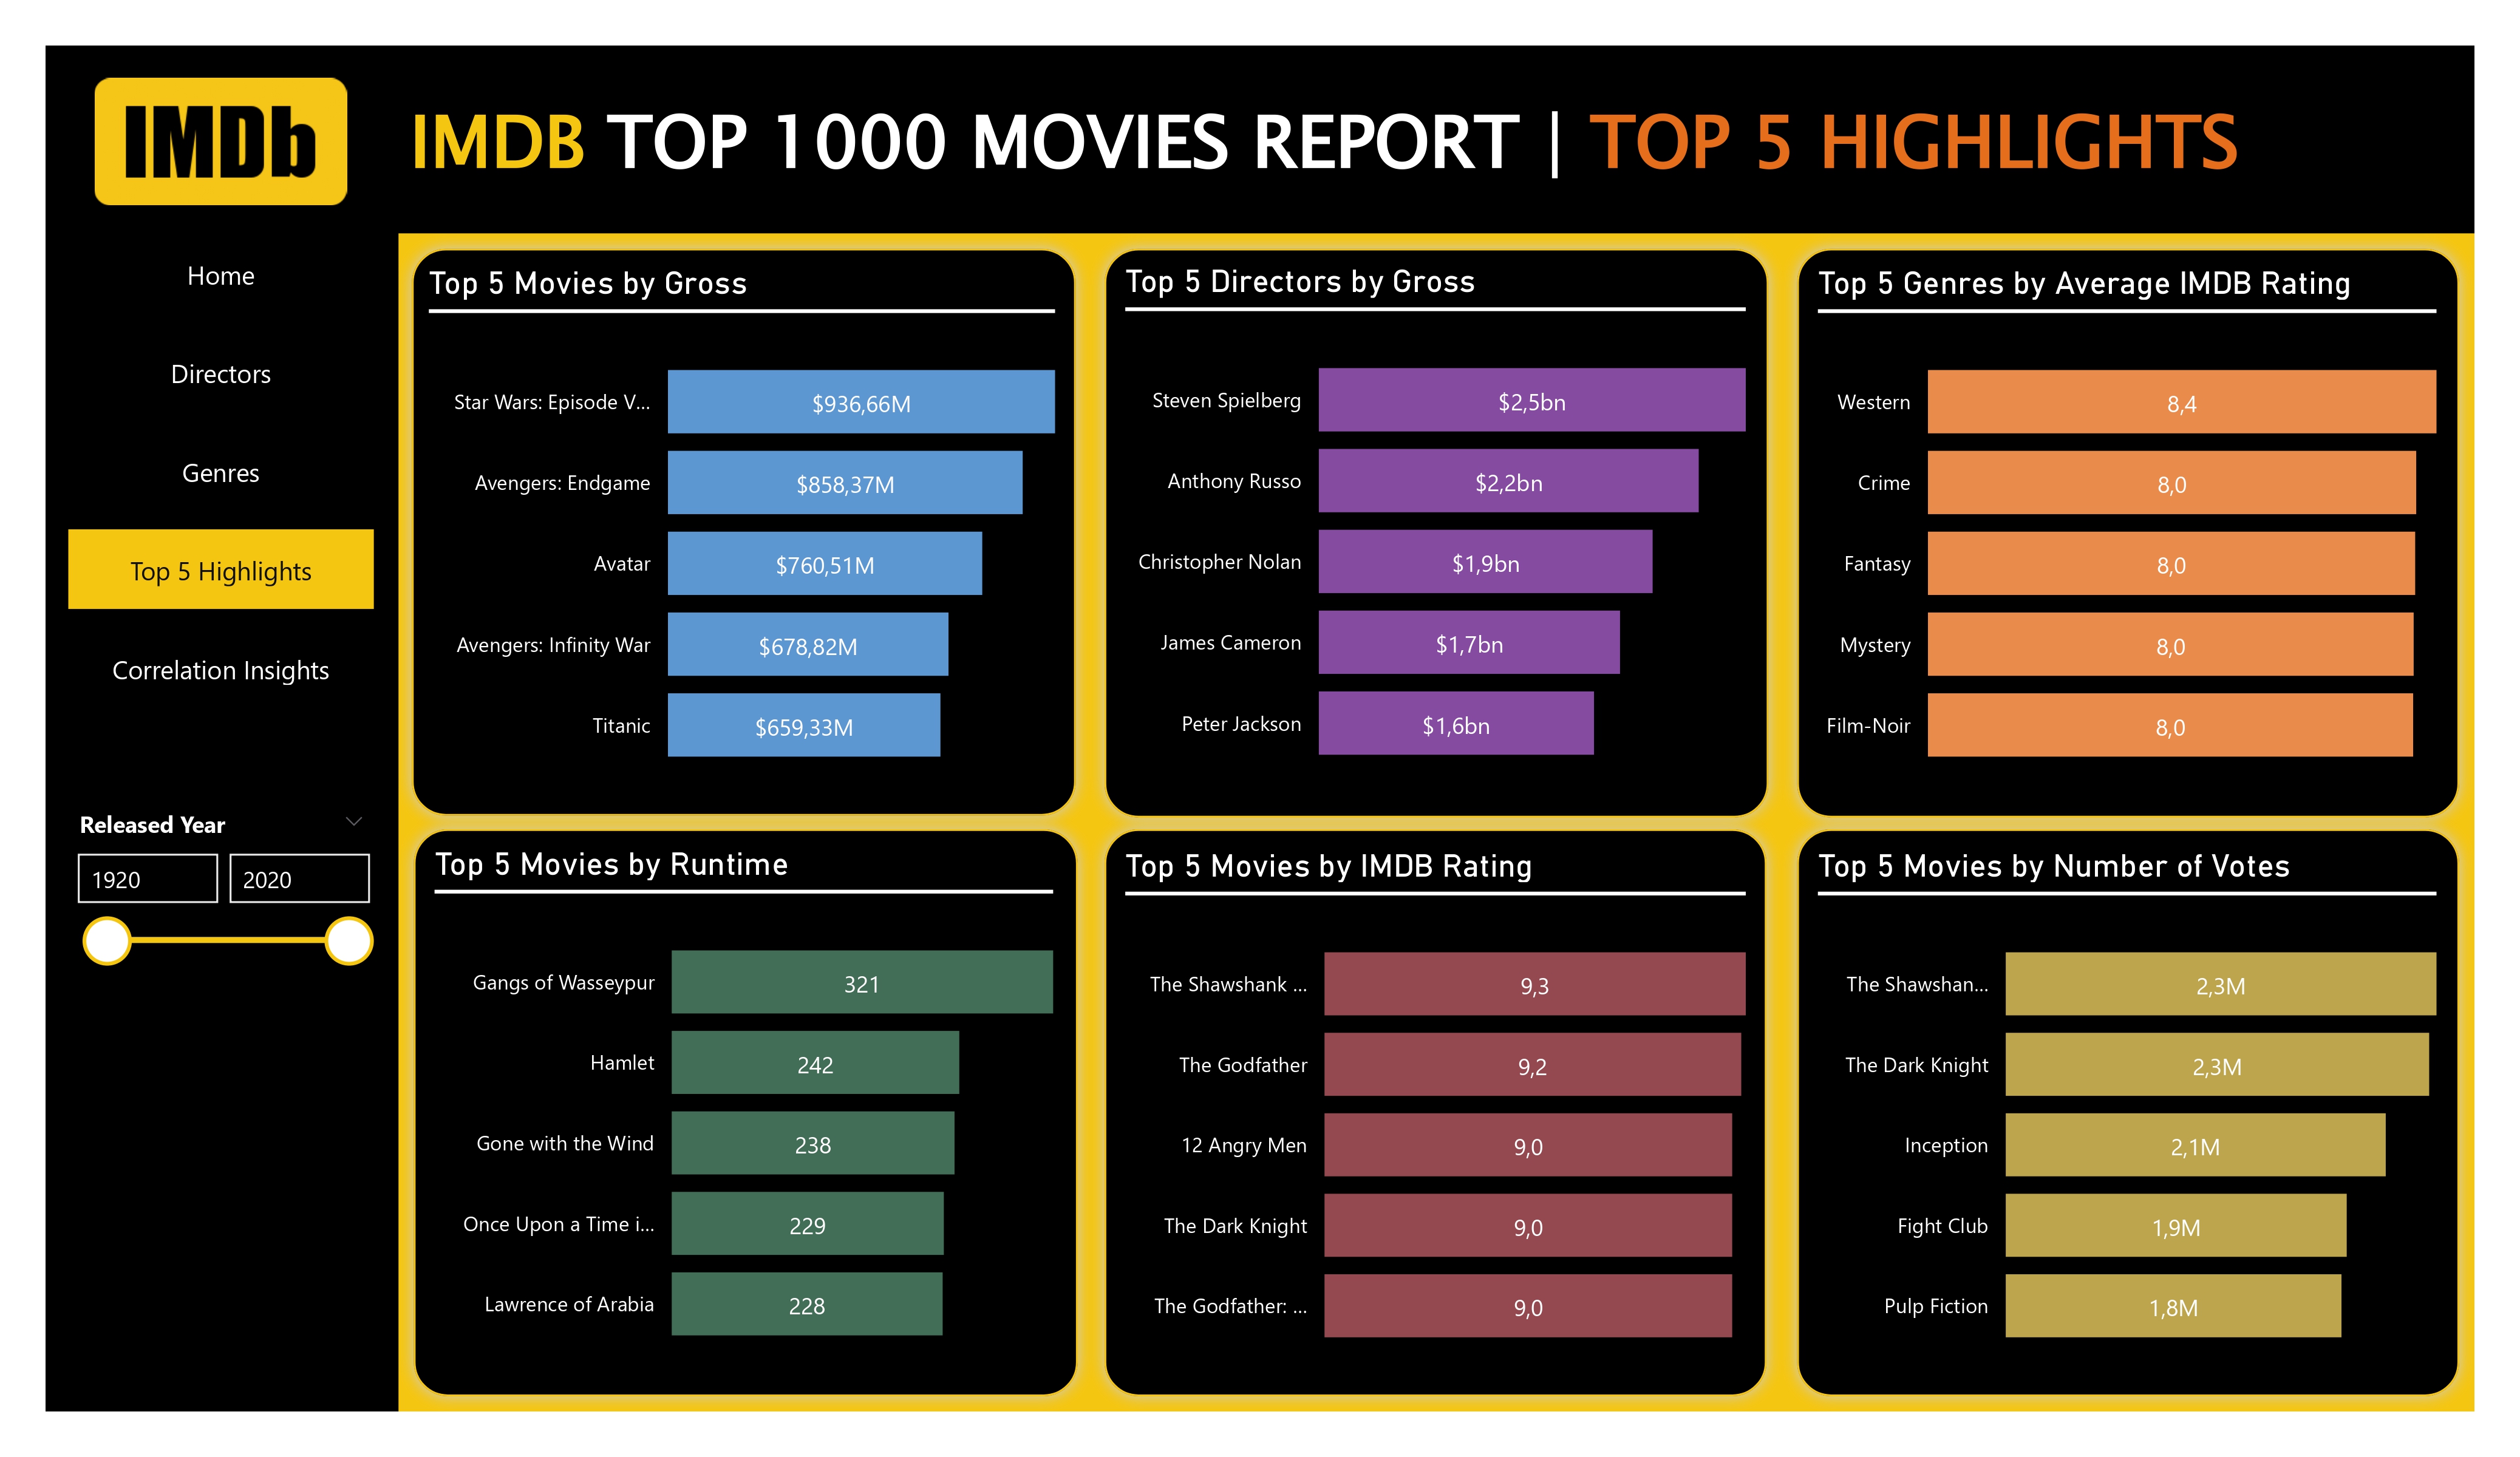 IMDb
IMDB TOP 1000 MOVIES REPORT | TOP 5 HIGHLIGHTS
Home
Directors
Genres
Top 5 Highlights
Correlation Insights
Released Year
1920 2020
Top 5 Movies by Gross
Star Wars: Episode V... $936,66M
Avengers: Endgame $858,37M
Avatar $760,51M
Avengers: Infinity War $678,82M
Titanic $659,33M
Top 5 Directors by Gross
Steven Spielberg $2,5bn
Anthony Russo $2,2bn
Christopher Nolan $1,9bn
James Cameron $1,7bn
Peter Jackson $1,6bn
Top 5 Genres by Average IMDB Rating
Western 8,4
Crime 8,0
Fantasy 8,0
Mystery 8,0
Film-Noir 8,0
Top 5 Movies by Runtime
Gangs of Wasseypur 321
Hamlet 242
Gone with the Wind 238
Once Upon a Time i... 229
Lawrence of Arabia 228
Top 5 Movies by IMDB Rating
The Shawshank ... 9,3
The Godfather 9,2
12 Angry Men 9,0
The Dark Knight 9,0
The Godfather: ... 9,0
Top 5 Movies by Number of Votes
The Shawshan... 2,3M
The Dark Knight 2,3M
Inception 2,1M
Fight Club 1,9M
Pulp Fiction 1,8M